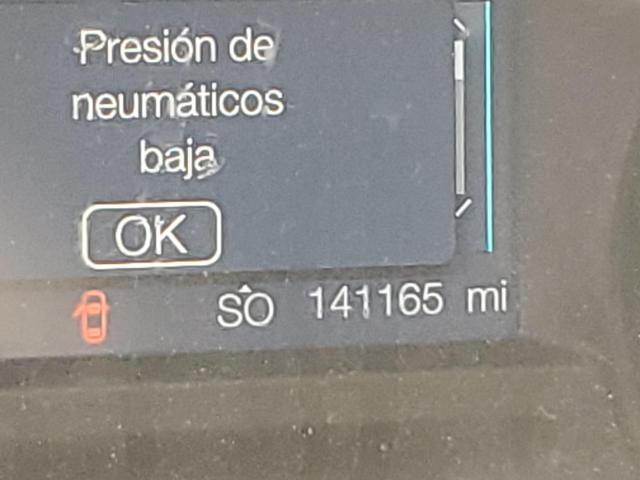 Presión de
neumáticos
baja
OK
SO 141165 mi